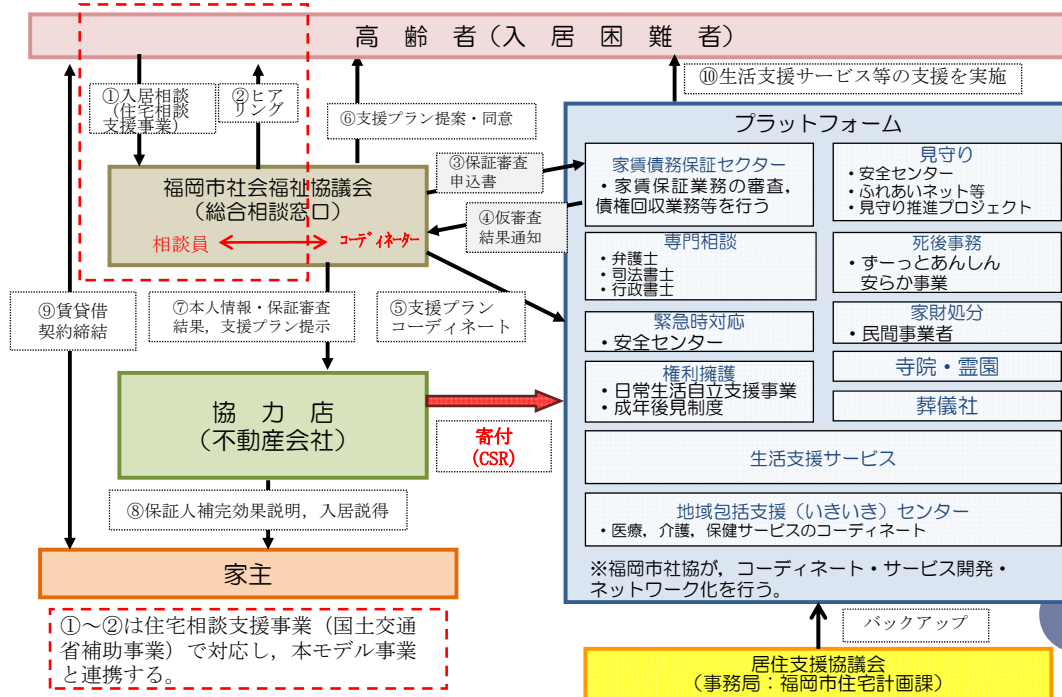 高齢者（入居困難者）
①入居相談
（住宅相談
支援事業）
②ヒア
リング
⑥支援プラン提案・同意
⑩生活支援サービス等の支援を実施
福岡市社会福祉協議会
（総合相談窓口）
相談員
コーディネーター
③保証審査
申込書
④仮審査
結果通知
⑨賃貸借
契約締結
⑦本人情報・保証審査
結果，支援プラン提示
⑤支援プラン
コーディネート
協力店
（不動産会社）
寄付
(CSR)
⑧保証人補完効果説明，入居説得
家主
①～②は住宅相談支援事業（国土交通
省補助事業）で対応し，本モデル事業
と連携する。
プラットフォーム
家賃債務保証セクター
・家賃保証業務の審査，
債権回収業務等を行う
見守り
・安全センター
・ふれあいネット等
・見守り推進プロジェクト
専門相談
・弁護士
・司法書士
・行政書士
死後事務
・ずーっとあんしん
安らか事業
緊急時対応
・安全センター
家財処分
・民間事業者
権利擁護
・日常生活自立支援事業
・成年後見制度
寺院・霊園
葬儀社
生活支援サービス
地域包括支援（いきいき）センター
・医療，介護，保健サービスのコーディネート
※福岡市社協が，コーディネート・サービス開発・
ネットワーク化を行う。
バックアップ
居住支援協議会
（事務局：福岡市住宅計画課）